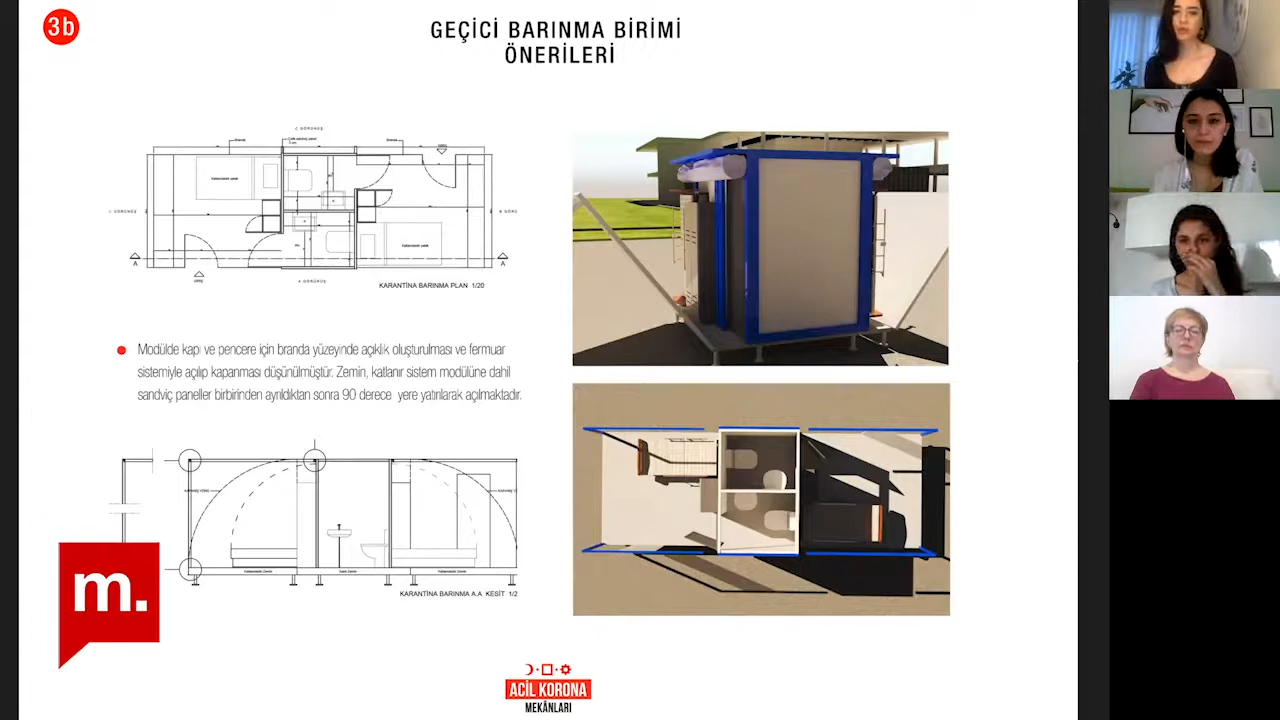 3b
GEÇİCİ BARINMA BİRİMİ
ÖNERİLERİ
KARANTİNA BARINMA PLAN 1/20
Modülde kapı ve pencere için branda yüzeyinde açıklık oluşturulması ve fermuar
sistemiyle açılıp kapanması düşünülmüştür. Zemin, katlanır sistem modülüne dahil
sandviç paneller birbirinden ayrıldıktan sonra 90 derece yere yatırılarak açılmaktadır.
A
A
KARANTİNA BARINMA A.A KESİT 1/2
m.
ACİL KORONA
MEKÂNLARI